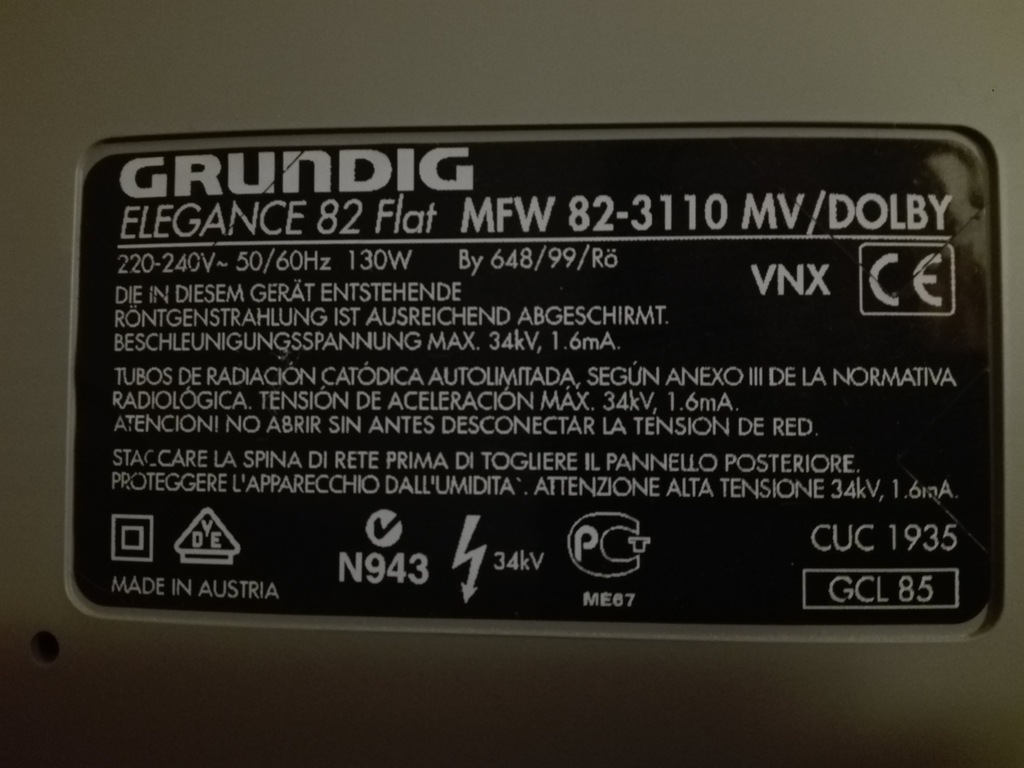 GRUNDIG
ELEGANCE 82 Flat MFW 82-3110 MV/DOLBY
220-240V~ 50/60Hz 130W By 648/99/Rö
VNX CE
DIE IN DIESEM GERÄT ENTSTEHENDE
RÖNTGENSTRAHLUNG IST AUSREICHEND ABGESCHIRMT.
BESCHLEUNIGUNGSSPANNUNG MAX. 34kV, 1.6mA.
TUBOS DE RADIACIÓN CATÓDICA AUTOLIMITADA, SEGÚN ANEXO III DE LA NORMATIVA
RADIOLÓGICA. TENSIÓN DE ACELERACIÓN MÁX. 34kV, 1.6mA.
ATENCION! NO ABRIR SIN ANTES DESCONECTAR LA TENSION DE RED.
STACCARE LA SPINA DI RETE PRIMA DI TOGLIERE IL PANNELLO POSTERIORE.
PROTEGGERE L'APPARECCHIO DALL'UMIDITA`. ATTENZIONE ALTA TENSIONE 34kV, 1.6mA.
VDE
N943
34kV
PCT
ME67
CUC 1935
MADE IN AUSTRIA
GCL 85